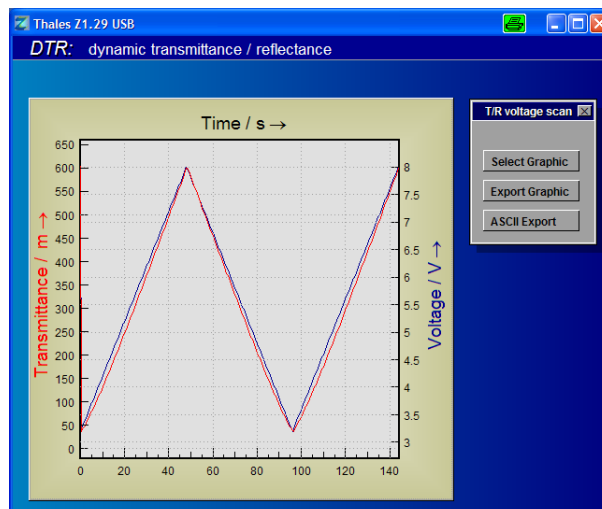 Thales Z1.29 USB
DTR: dynamic transmittance / reflectance
Time / s →
650
600
550
500
450
400
350
300
250
200
150
100
50
0
Transmittance / m →
8
7.5
8
6.5
6
5.5
5
4.5
4
3.5
3
Voltage / V →
0 20 40 60 80 100 120 140
T/R voltage scan
Select Graphic
Export Graphic
ASCII Export